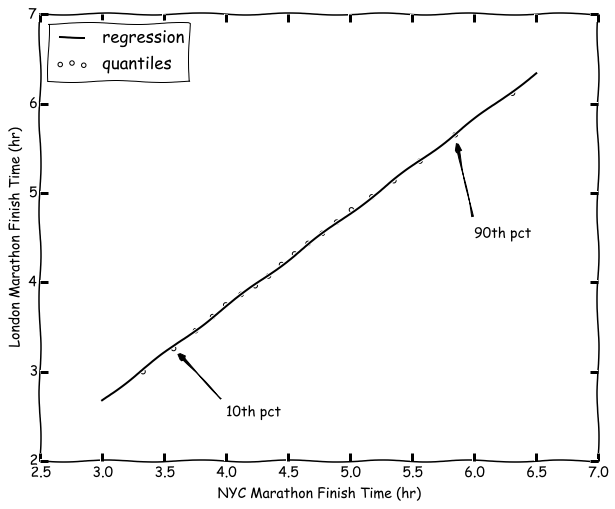 7
regression
quantiles
6
5
90th pct
4
3
10th pct
2
2.5 3.0 3.5 4.0 4.5 5.0 5.5 6.0 6.5 7.0
London Marathon Finish Time (hr)
NYC Marathon Finish Time (hr)